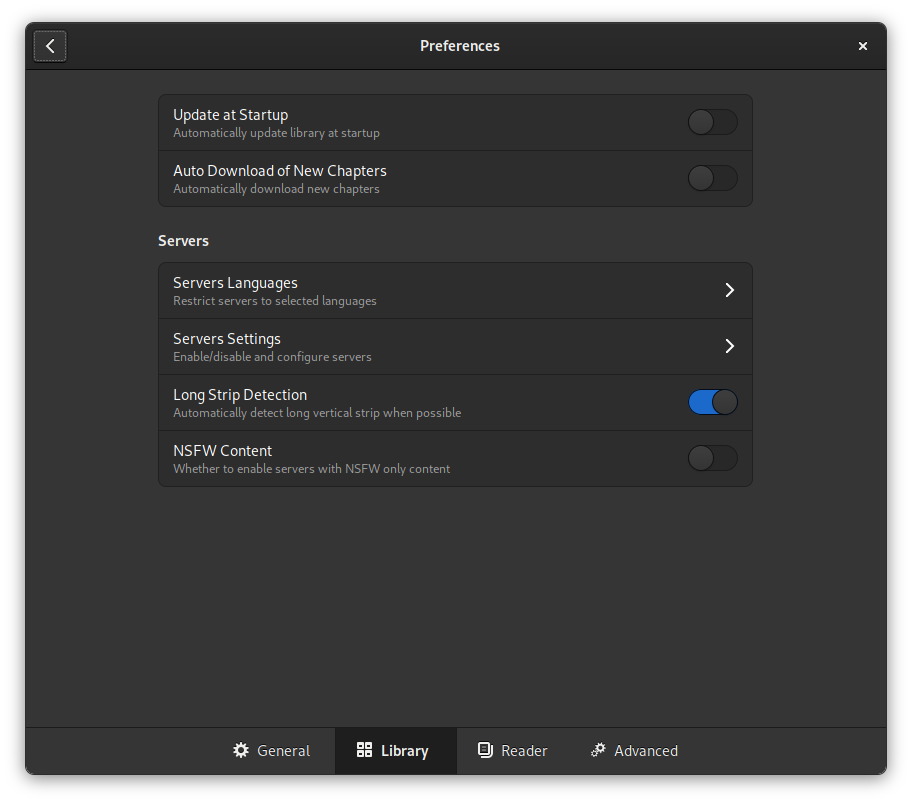 Preferences
Update at Startup
Automatically update library at startup
Auto Download of New Chapters
Automatically download new chapters
Servers
Servers Languages
Restrict servers to selected languages
Servers Settings
Enable/disable and configure servers
Long Strip Detection
Automatically detect long vertical strip when possible
NSFW Content
Whether to enable servers with NSFW only content
General Library Reader Advanced